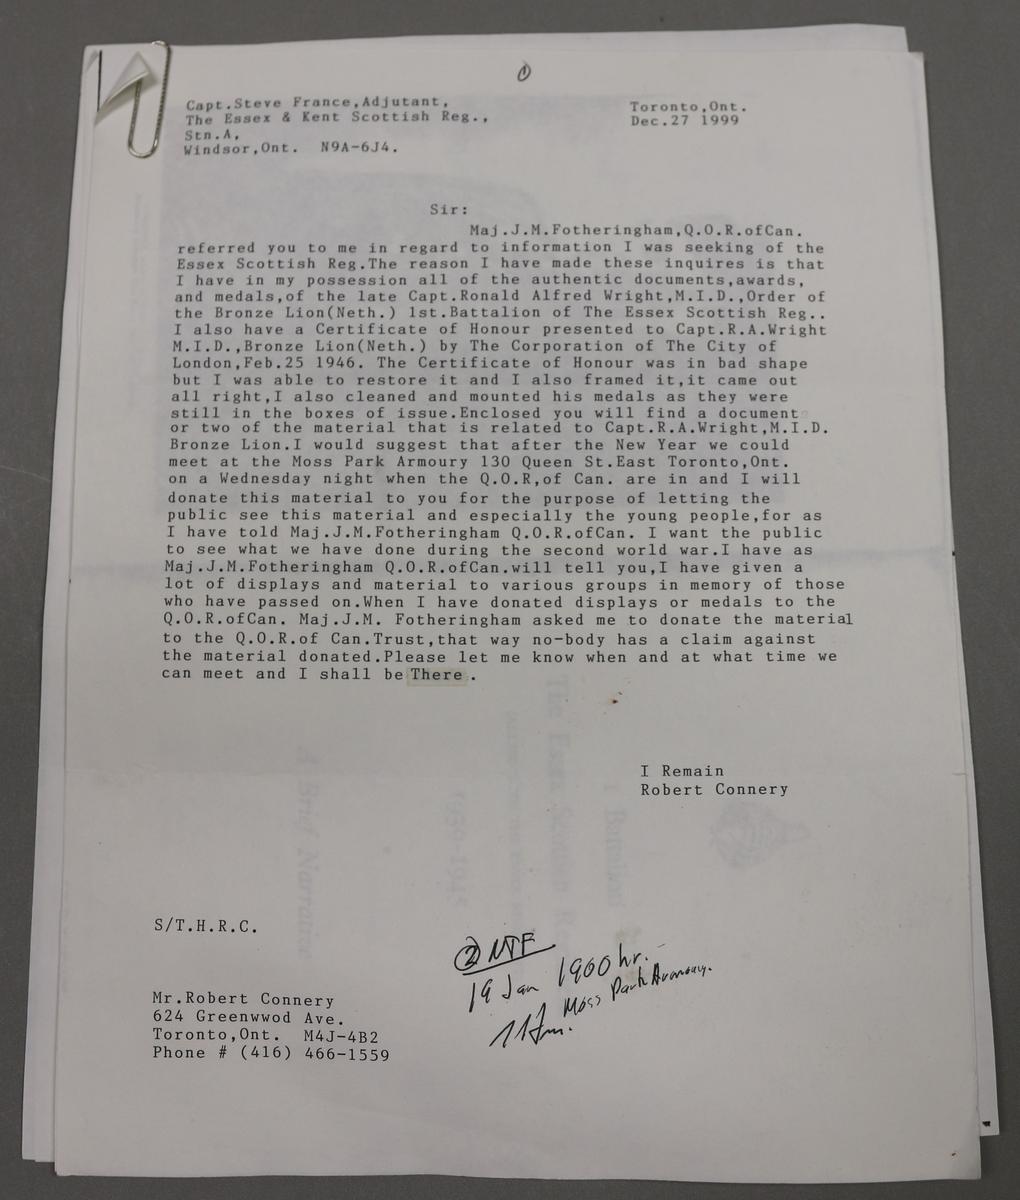 1
Capt.Steve France,Adjutant,
The Essex & Kent Scottish Reg.,
Stn.A,
Windsor,Ont. N9A-6J4.
Toronto,Ont.
Dec.27 1999
Sir:
Maj.J.M.Fotheringham,Q.O.R.ofCan.
referred you to me in regard to information I was seeking of the
Essex Scottish Reg.The reason I have made these inquires is that
I have in my possession all of the authentic documents,awards,
and medals,of the late Capt.Ronald Alfred Wright,M.I.D.,Order of
the Bronze Lion(Neth.) 1st.Battalion of The Essex Scottish Reg..
I also have a Certificate of Honour presented to Capt.R.A.Wright
M.I.D.,Bronze Lion(Neth.) by The Corporation of The City of
London,Feb.25 1946. The Certificate of Honour was in bad shape
but I was able to restore it and I also framed it,it came out
all right,I also cleaned and mounted his medals as they were
still in the boxes of issue.Enclosed you will find a document
or two of the material that is related to Capt.R.A.Wright,M.I.D.
Bronze Lion.I would suggest that after the New Year we could
meet at the Moss Park Armoury 130 Queen St.East Toronto,Ont.
on a Wednesday night when the Q.O.R,of Can. are in and I will
donate this material to you for the purpose of letting the
public see this material and especially the young people,for as
I have told Maj.J.M.Fotheringham Q.O.R.ofCan. I want the public
to see what we have done during the second world war.I have as
Maj.J.M.Fotheringham Q.O.R.ofCan.will tell you,I have given a
lot of displays and material to various groups in memory of those
who have passed on.When I have donated displays or medals to the
Q.O.R.ofCan. Maj.J.M. Fotheringham asked me to donate the material
to the Q.O.R.of Can.Trust,that way no-body has a claim against
the material donated.Please let me know when and at what time we
can meet and I shall be There.
I Remain
Robert Connery
The Essex Scottish Re
1939-1945
A Brief Narrative
S/T.H.R.C.
2 NTF
19 Jan 1900 hr.
Moss Park Armoury.
Mr.Robert Connery
624 Greenwwod Ave.
Toronto,Ont. M4J-4B2
Phone # (416) 466-1559